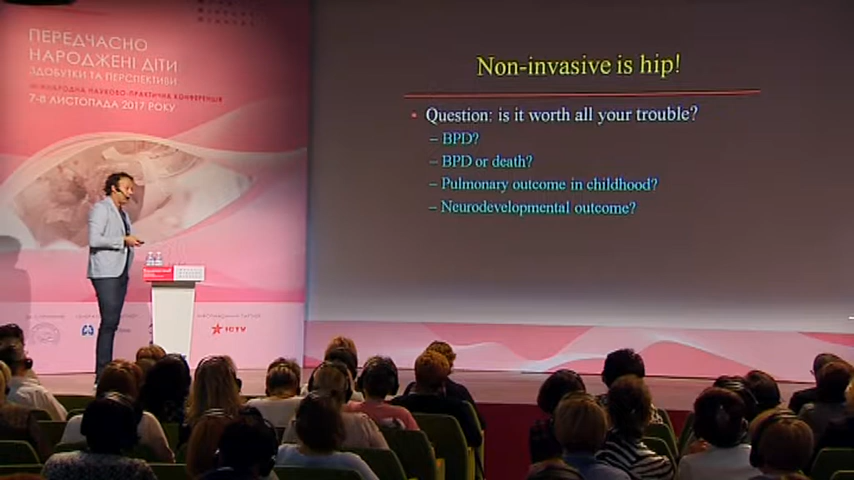 ПЕРЕДЧАСНО
НАРОДЖЕНІ ДІТИ
ЗДОБУТКИ ТА ПЕРСПЕКТИВИ
МІЖНАРОДНА НАУКОВО-ПРАКТИЧНА КОНФЕРЕНЦІЯ
7-8 ЛИСТОПАДА 2017 РОКУ
Non-invasive is hip!
• Question: is it worth all your trouble?
– BPD?
– BPD or death?
– Pulmonary outcome in childhood?
– Neurodevelopmental outcome?
ICTV